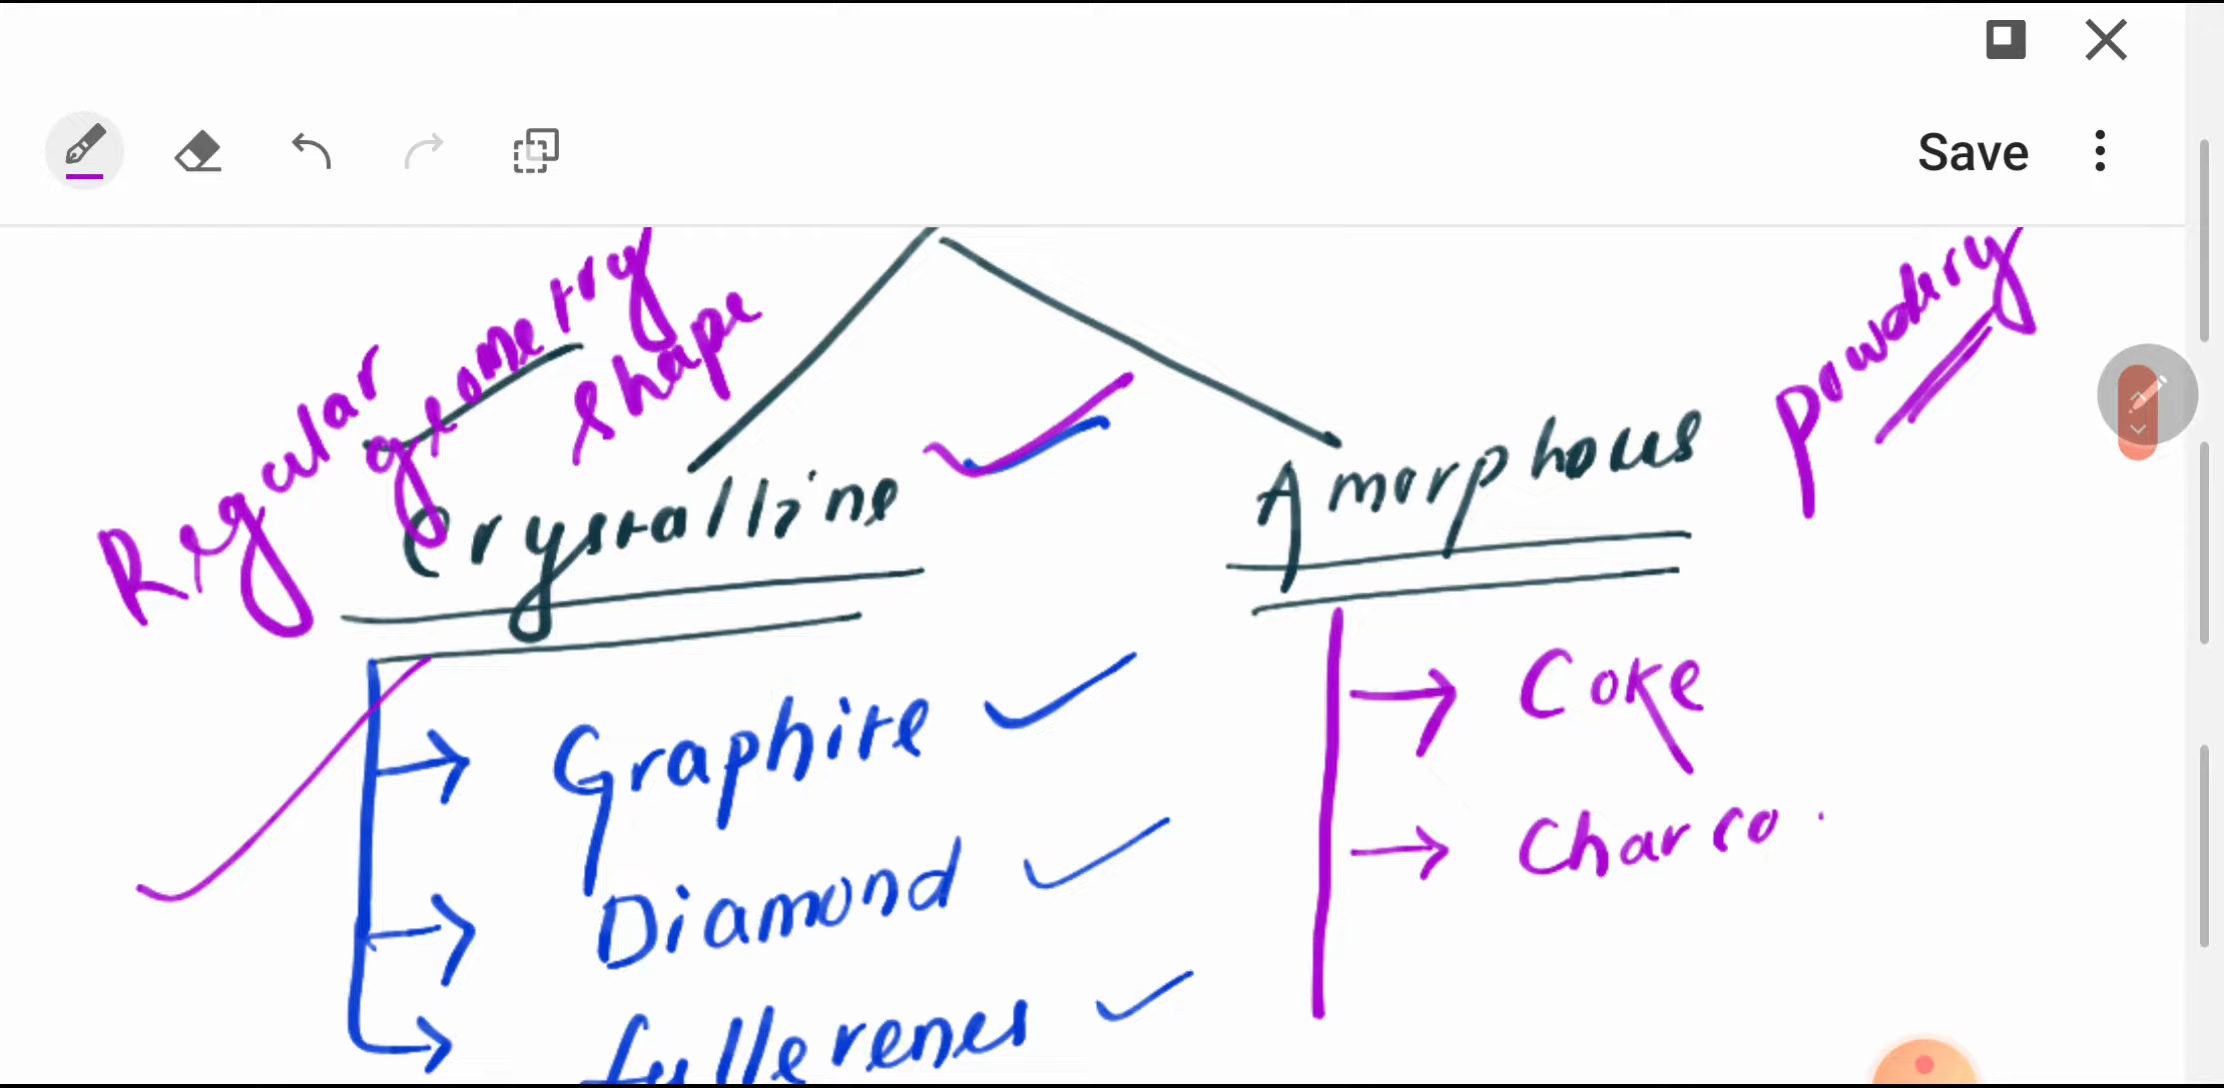 Save
Regular
geometry
shape
powdery
Crystalline
Amorphous
Graphite
Coke
Diamond
Charco
fullerenes